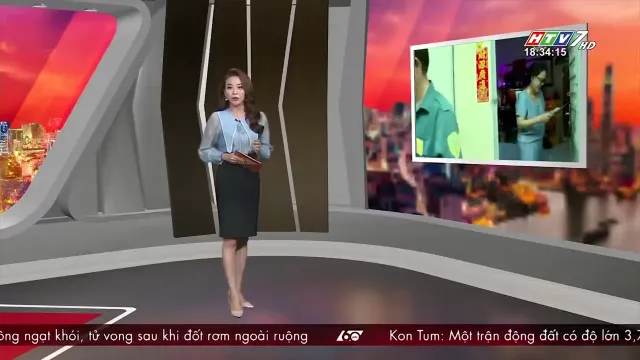 HTV7 HD
18:34:15
ông ngạt khói, tử vong sau khi đốt rơm ngoài ruộng
60
Kon Tum: Một trận động đất có độ lớn 3,7